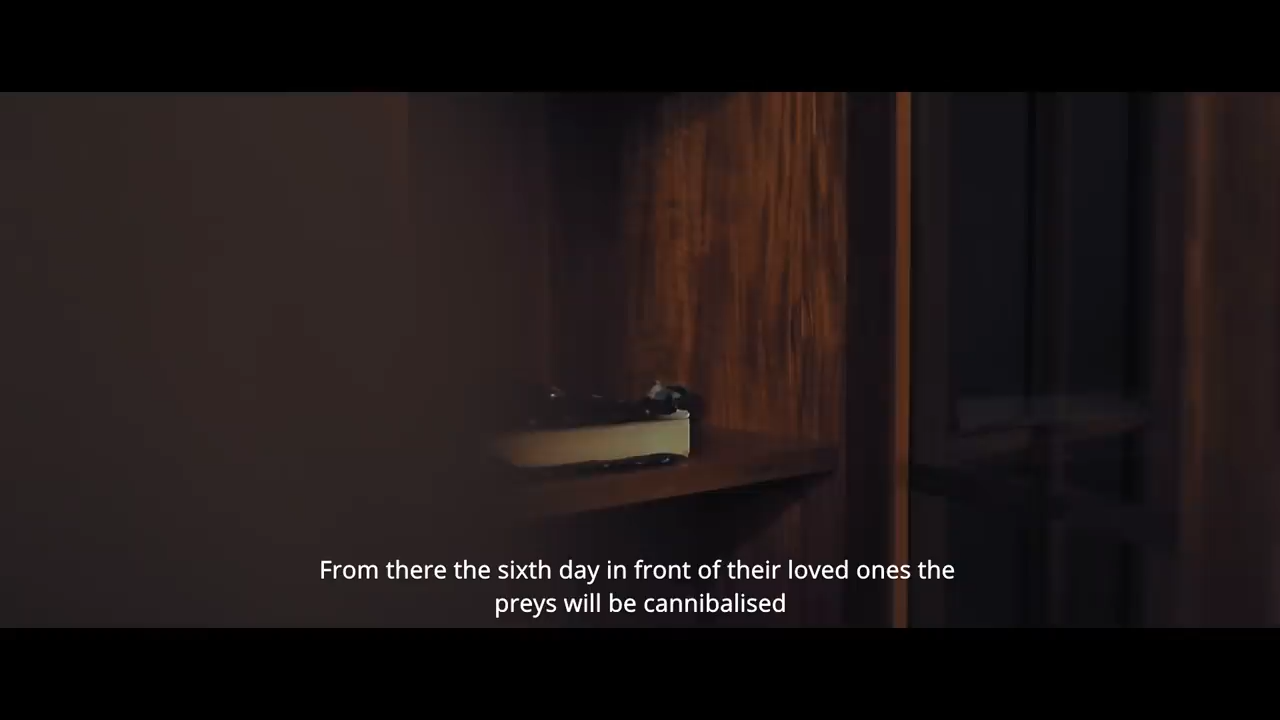 From there the sixth day in front of their loved ones the
preys will be cannibalised